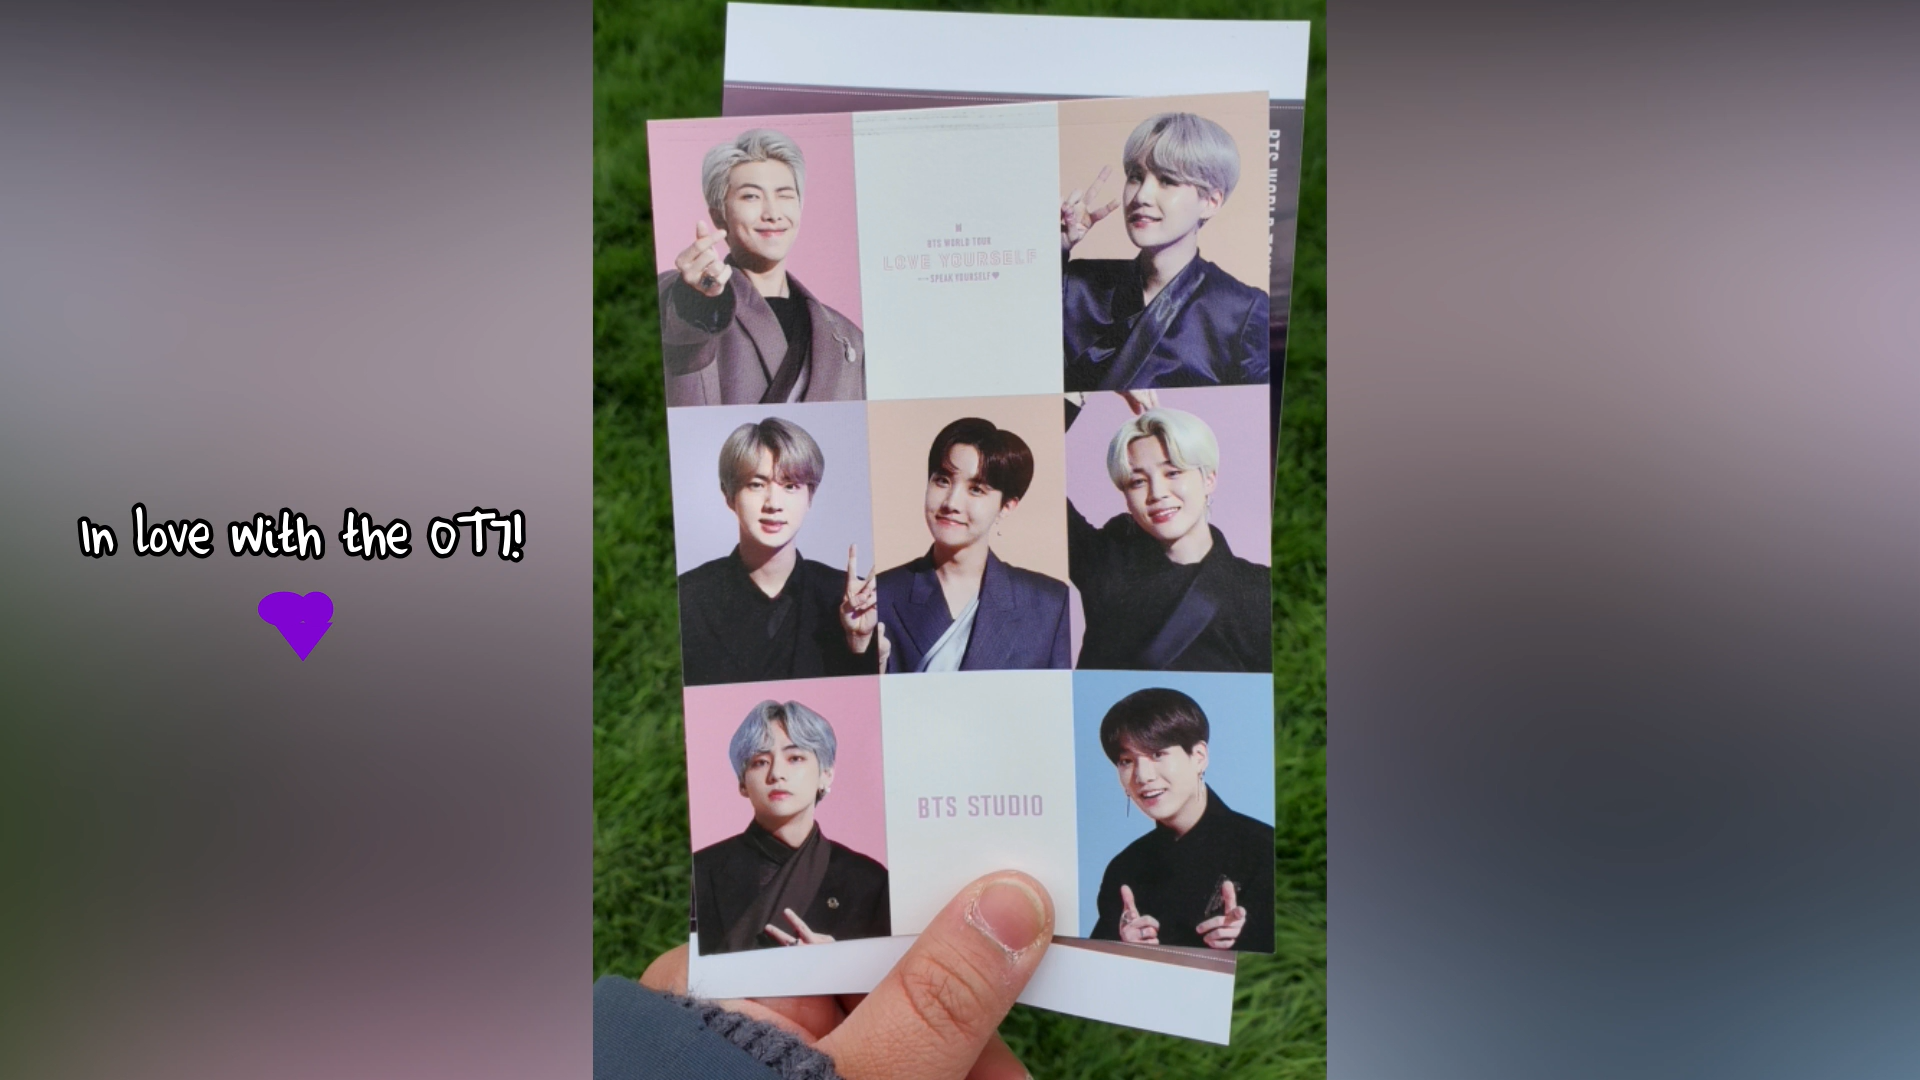 In love with the OT7!
BTS WORLD TOUR
LOVE YOURSELF
SPEAK YOURSELF
BTS STUDIO